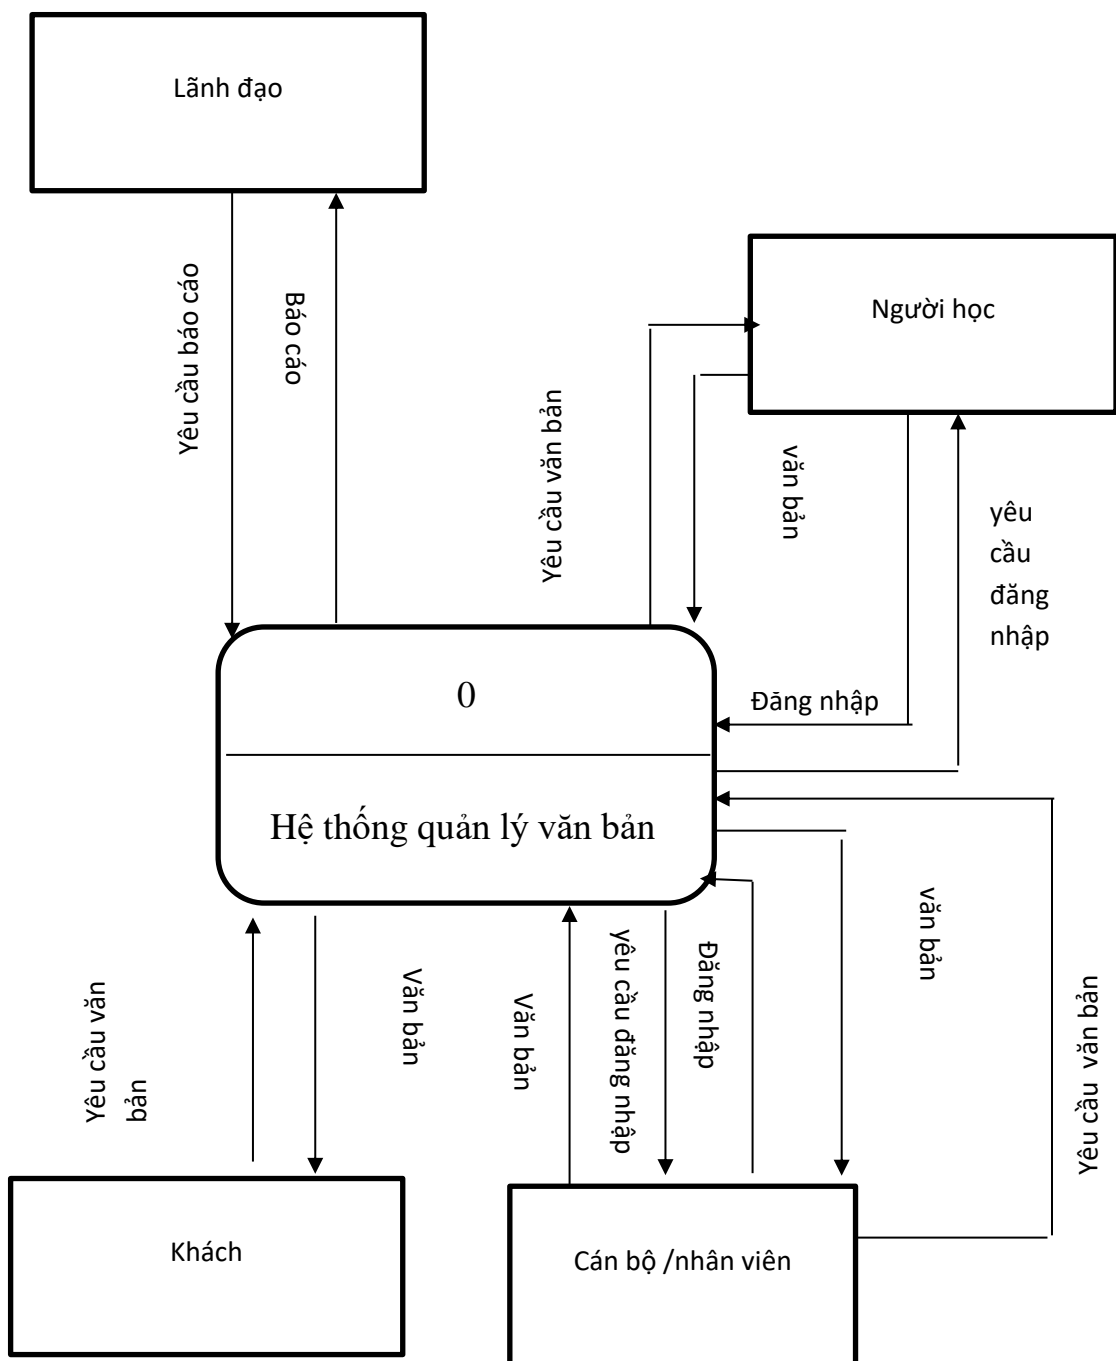 Lãnh đạo
Yêu cầu báo cáo
Báo cáo
Người học
Yêu cầu văn bản
văn bản
yêu
cầu
đăng
nhập
0
Đăng nhập
Hệ thống quản lý văn bản
Yêu cầu văn
bản
Văn bản
Văn bản
yêu cầu đăng nhập
Đăng nhập
văn bản
Yêu cầu  văn bản
Khách
Cán bộ /nhân viên